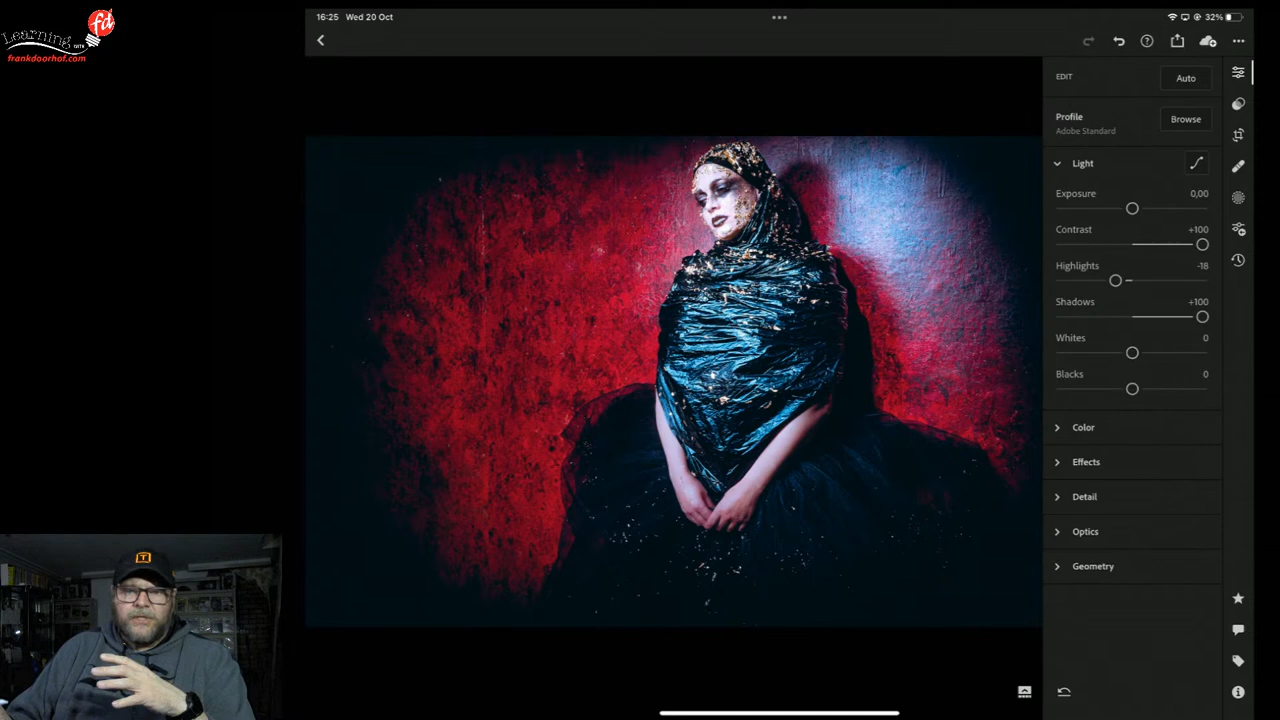 Learning with fd
frankdoorhof.com
16:25 Wed 20 Oct
32%
EDIT
Auto
Profile
Adobe Standard
Browse
Light
Exposure 0,00
Contrast +100
Highlights -18
Shadows +100
Whites 0
Blacks 0
Color
Effects
Detail
Optics
Geometry